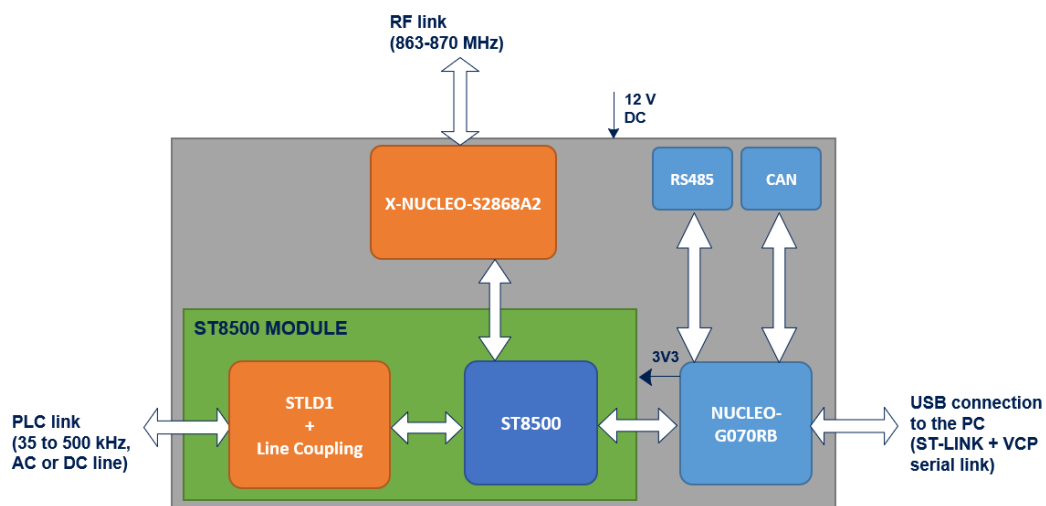 RF link
(863-870 MHz)
12 V
DC
X-NUCLEO-S2868A2
RS485
CAN
ST8500 MODULE
3V3
STLD1
+
Line Coupling
ST8500
NUCLEO-
G070RB
PLC link
(35 to 500 kHz,
AC or DC line)
USB connection
to the PC
(ST-LINK + VCP
serial link)